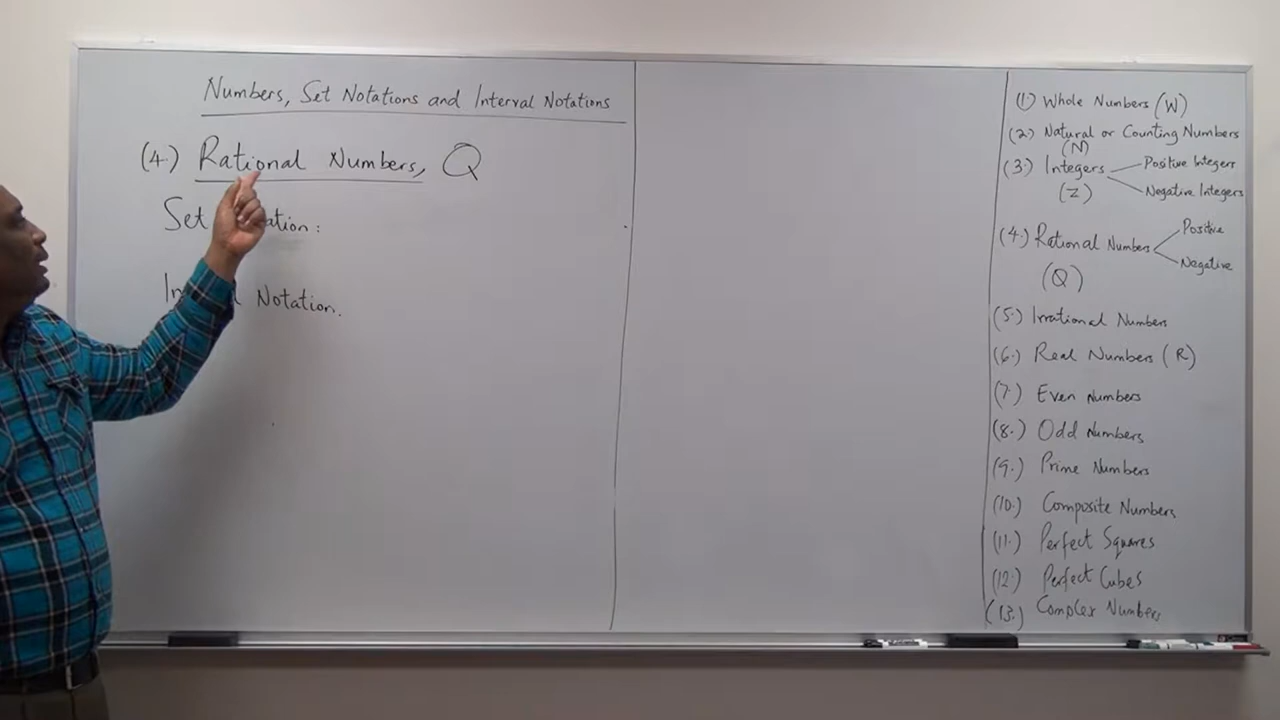 Numbers, Set Notations and Interval Notations
(4.) Rational Numbers, Q
Set ation:
In l Notation.
(1) Whole Numbers (W)
(2.) Natural or Counting Numbers
(N)
(3.) Integers
Positive Integers
Negative Integers
(Z)
(4.) Rational Numbers
Positive
Negative
(Q)
(5.) Irrational Numbers
(6.) Real Numbers (R)
(7.) Even Numbers
(8.) Odd Numbers
(9.) Prime Numbers
(10.) Composite Numbers
(11.) Perfect Squares
(12.) Perfect Cubes
(13.) Complex Numbers